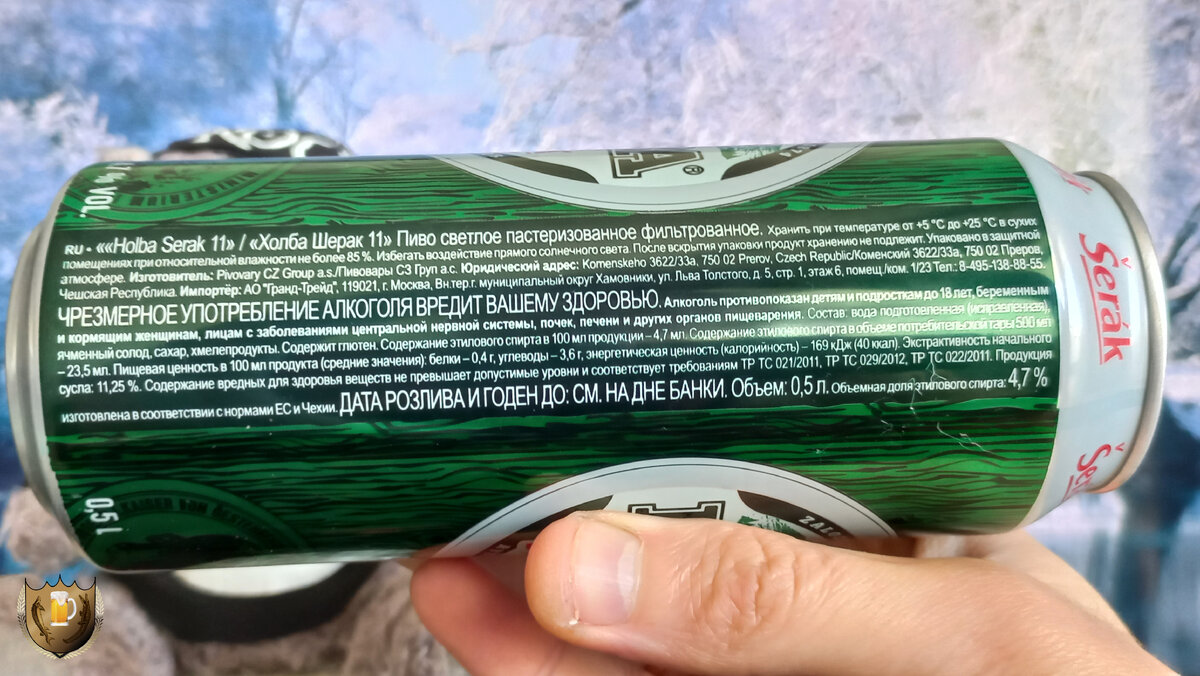 RU - ««Holba Serak 11» / «Холба Шерак 11» Пиво светлое пастеризованное фильтрованное. Хранить при температуре от +5 °C до +25 °C в сухих
помещениях при относительной влажности не более 85 %. Избегать воздействие прямого солнечного света. После вскрытия упаковки продукт хранению не подлежит. Упаковано в защитной
атмосфере. Изготовитель: Pivovary CZ Group a.s./Пивовары СЗ Груп а.с. Юридический адрес: Komenskeho 3622/33a, 750 02 Prerov, Czech Republic/Коменский 3622/33а, 750 02 Пречов,
Чешская Республика. Импортёр: АО "Гранд-Трейд", 119021, г. Москва, Вн.тер.г. муниципальный округ Хамовники, ул. Льва Толстого, д. 5, стр. 1, этаж 6, помещ./ком. 1/23 Тел.: 8-495-138-88-55.
ЧРЕЗМЕРНОЕ УПОТРЕБЛЕНИЕ АЛКОГОЛЯ ВРЕДИТ ВАШЕМУ ЗДОРОВЬЮ. Алкоголь противопоказан детям и подросткам до 18 лет, беременным
и кормящим женщинам, лицам с заболеваниями центральной нервной системы, почек, печени и других органов пищеварения. Состав: вода подготовленная (исправленная),
ячменный солод, сахар, хмелепродукты. Содержит глютен. Содержание этилового спирта в 100 мл продукции – 4,7 мл. Содержание этилового спирта в объеме потребительской тары 500 мл
– 23,5 мл. Пищевая ценность в 100 мл продукта (средние значения): белки – 0,4 г, углеводы – 3,6 г, энергетическая ценность (калорийность) – 169 кДж (40 ккал). Экстрактивность начального
сусла: 11,25 %. Содержание вредных для здоровья веществ не превышает допустимые уровни и соответствует требованиям ТР ТС 021/2011, ТР ТС 029/2012, ТР ТС 022/2011. Продукция
изготовлена в соответствии с нормами ЕС и Чехии. ДАТА РОЗЛИВА И ГОДЕН ДО: СМ. НА ДНЕ БАНКИ. Объем: 0,5 л. Объемная доля этилового спирта: 4,7 %
VOL.
0,5 l
Šerák